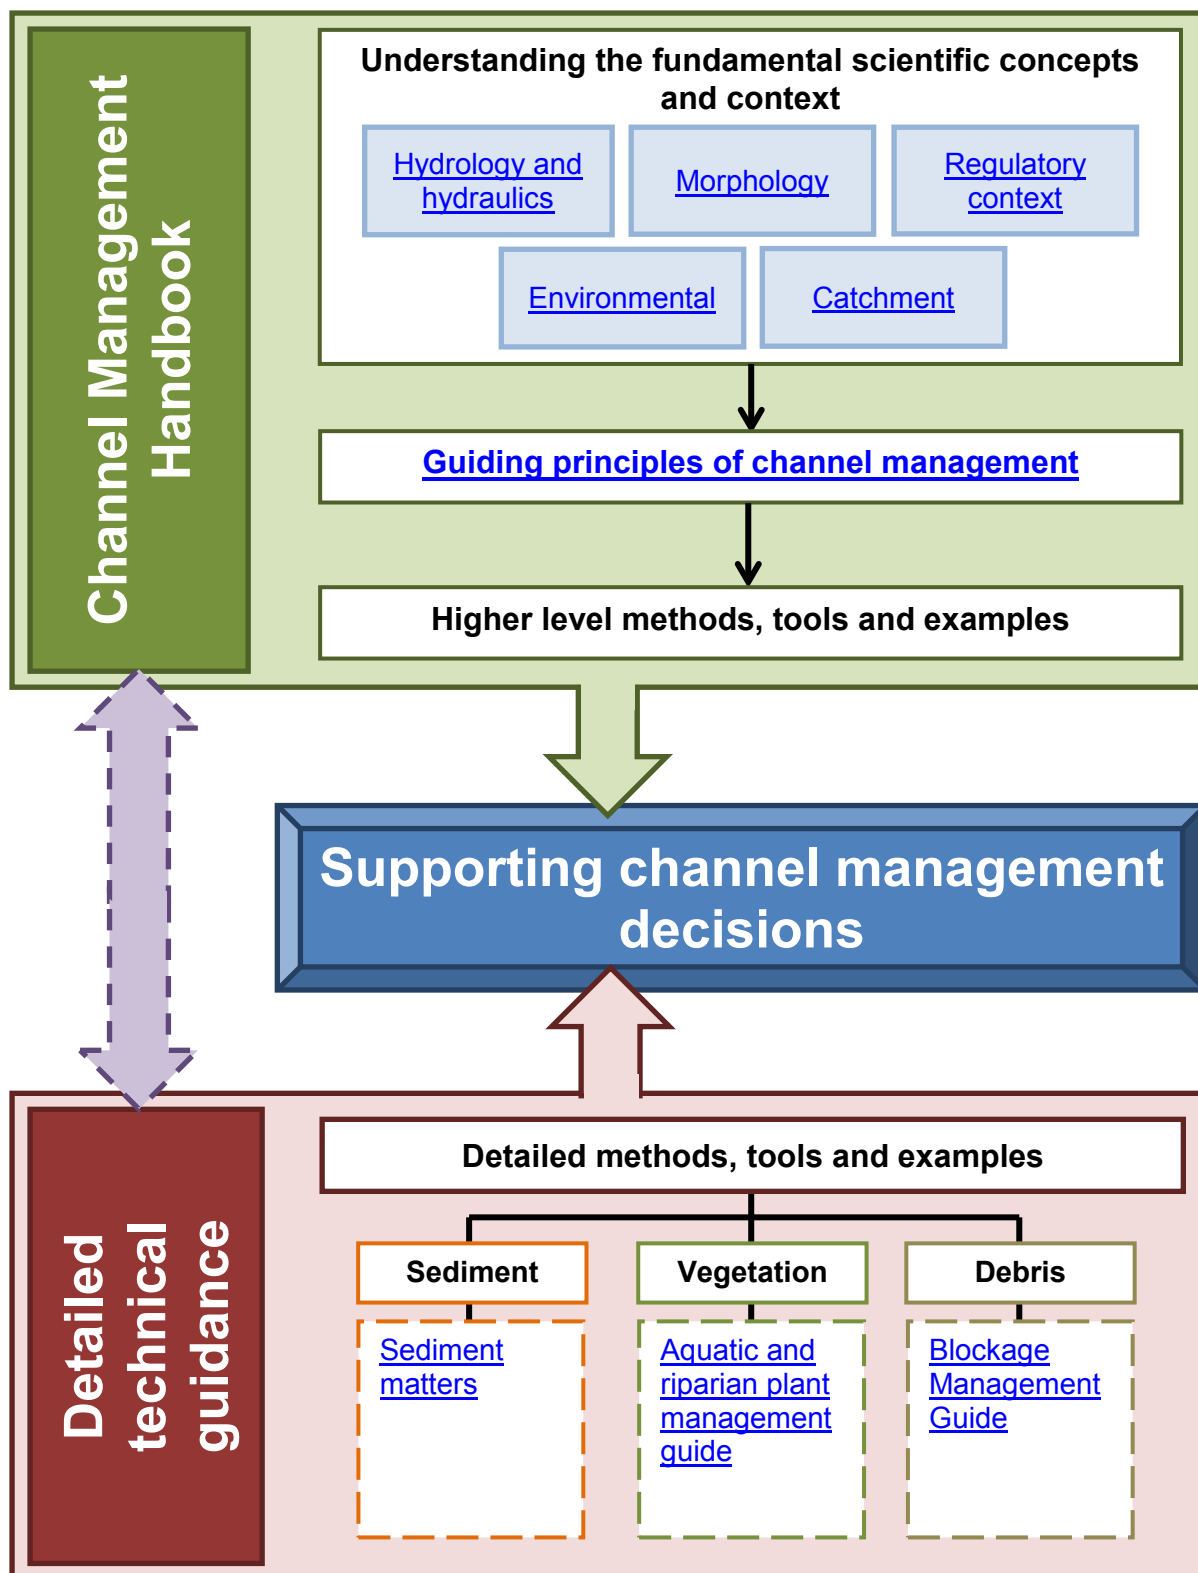 Channel Management
Handbook
Understanding the fundamental scientific concepts
and context
Hydrology and
hydraulics
Morphology
Regulatory
context
Environmental
Catchment
Guiding principles of channel management
Higher level methods, tools and examples
Supporting channel management
decisions
Detailed
technical
guidance
Detailed methods, tools and examples
Sediment
Vegetation
Debris
Sediment
matters
Aquatic and
riparian plant
management
guide
Blockage
Management
Guide